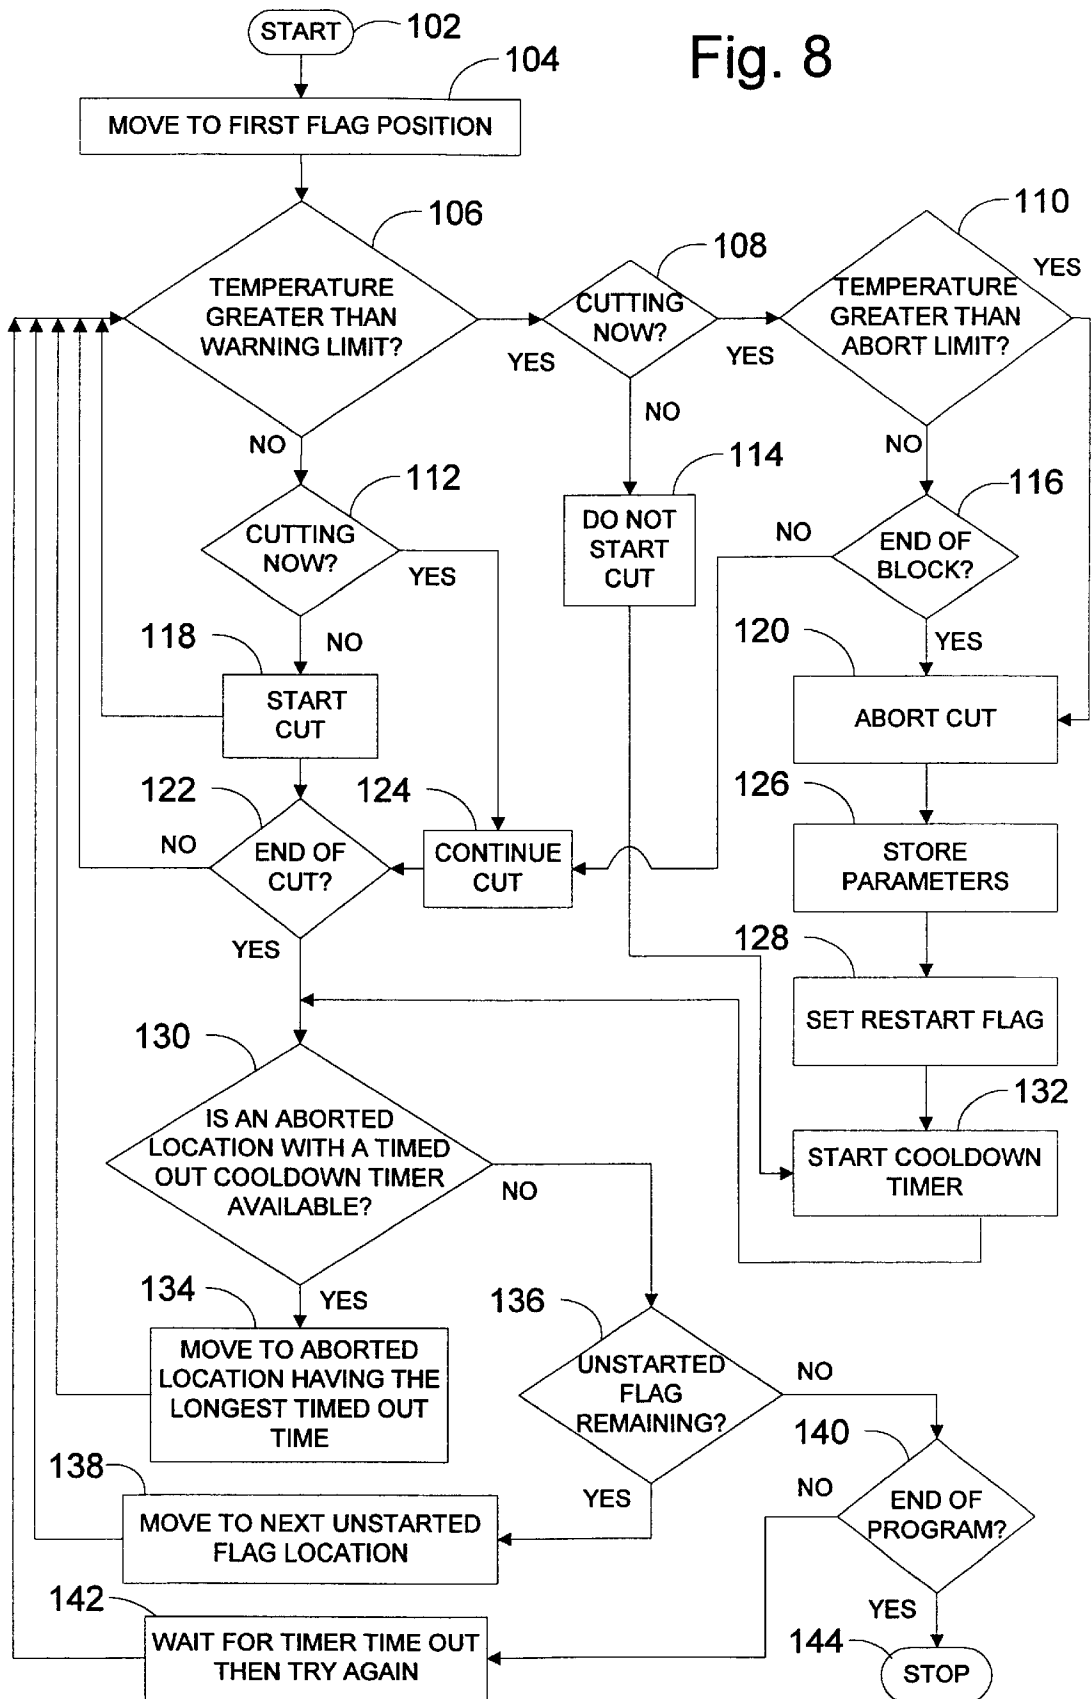 START
102
Fig. 8
104
MOVE TO FIRST FLAG POSITION
106
TEMPERATURE
GREATER THAN
WARNING LIMIT?
YES
NO
108
CUTTING
NOW?
YES
NO
110
TEMPERATURE
GREATER THAN
ABORT LIMIT?
YES
NO
112
CUTTING
NOW?
YES
NO
114
DO NOT
START
CUT
116
END OF
BLOCK?
NO
YES
118
START
CUT
120
ABORT CUT
122
END OF
CUT?
NO
YES
124
CONTINUE
CUT
126
STORE
PARAMETERS
128
SET RESTART FLAG
130
IS AN ABORTED
LOCATION WITH A TIMED
OUT COOLDOWN TIMER
AVAILABLE?
NO
YES
132
START COOLDOWN
TIMER
134
MOVE TO ABORTED
LOCATION HAVING THE
LONGEST TIMED OUT
TIME
136
UNSTARTED
FLAG
REMAINING?
NO
YES
138
MOVE TO NEXT UNSTARTED
FLAG LOCATION
140
END OF
PROGRAM?
NO
YES
142
WAIT FOR TIMER TIME OUT
THEN TRY AGAIN
144
STOP